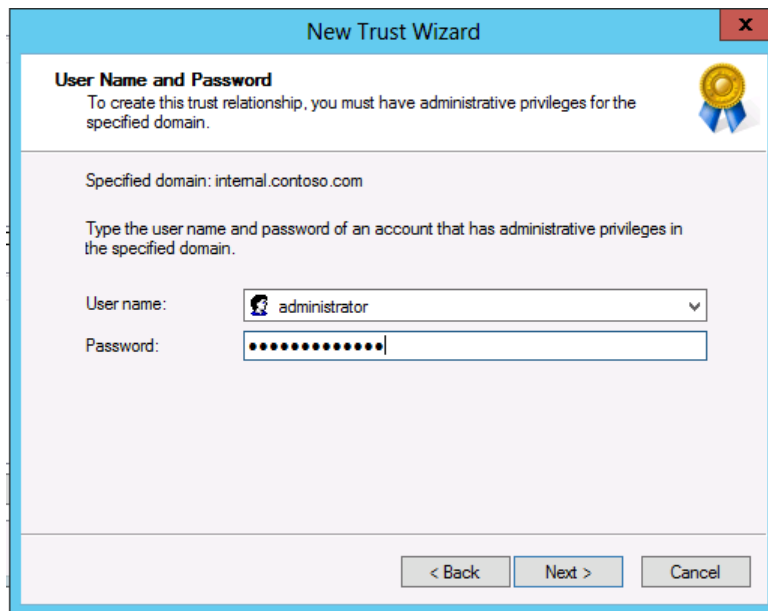 New Trust Wizard
x
User Name and Password
To create this trust relationship, you must have administrative privileges for the
specified domain.
Specified domain: internal.contoso.com
Type the user name and password of an account that has administrative privileges in
the specified domain.
User name:
administrator
Password:
●●●●●●●●●●●●●
< Back
Next >
Cancel